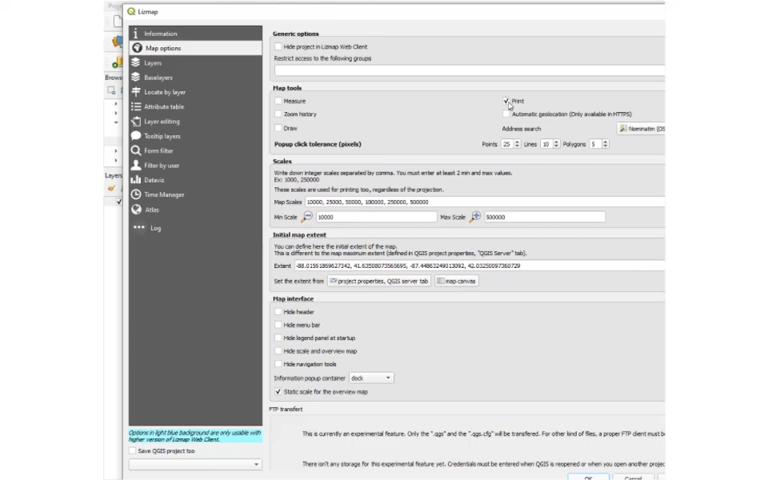 Lizmap
Information
Map options
Layers
Baselayers
Locate by layer
Attribute table
Layer editing
Tooltip layers
Form filter
Filter by user
Dataviz
Time Manager
Atlas
Log
Options in light blue background are only usable with
higher version of Lizmap Web Client.
Save QGIS project too
Generic options
Hide project in Lizmap Web Client
Restrict access to the following groups
Map tools
Measure
Print
Zoom history
Automatic geolocation (Only available in HTTPS)
Draw
Address search
Nominatim (OS
Popup click tolerance (pixels)
Points 25 Lines 10 Polygons 5
Scales
Write down integer scales separated by comma. You must enter at least 2 min and max values.
Ex: 1000, 250000
These scales are used for printing too, regardless of the projection.
Map Scales 10000, 25000, 50000, 100000, 250000, 500000
Min Scale 10000 Max Scale 500000
Initial map extent
You can define here the initial extent of the map.
This is different to the map maximum extent (defined in QGIS project properties, "QGIS Server" tab).
Extent
Set the extent from project properties, QGIS server tab map canvas
Map interface
Hide header
Hide menu bar
Hide legend panel at startup
Hide scale and overview map
Hide navigation tools
Information popup container dock
Static scale for the overview map
FTP transfert
This is currently an experimental feature. Only the ".qgs" and the ".qgs.cfg" will be transfered. For other kind of files, a proper FTP client must b
There isn't any storage for this experimental feature yet. Credentials must be entered when QGIS is reopened or when you open another projec
OK Cancel